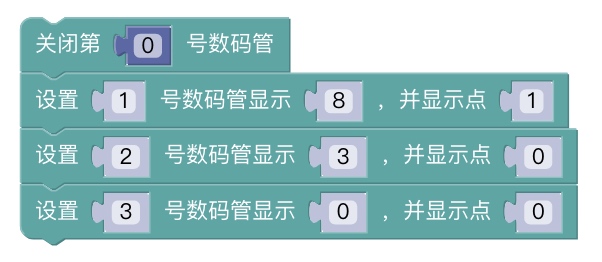 关闭第 0 号数码管
设置 1 号数码管显示 8 ，并显示点 1
设置 2 号数码管显示 3 ，并显示点 0
设置 3 号数码管显示 0 ，并显示点 0